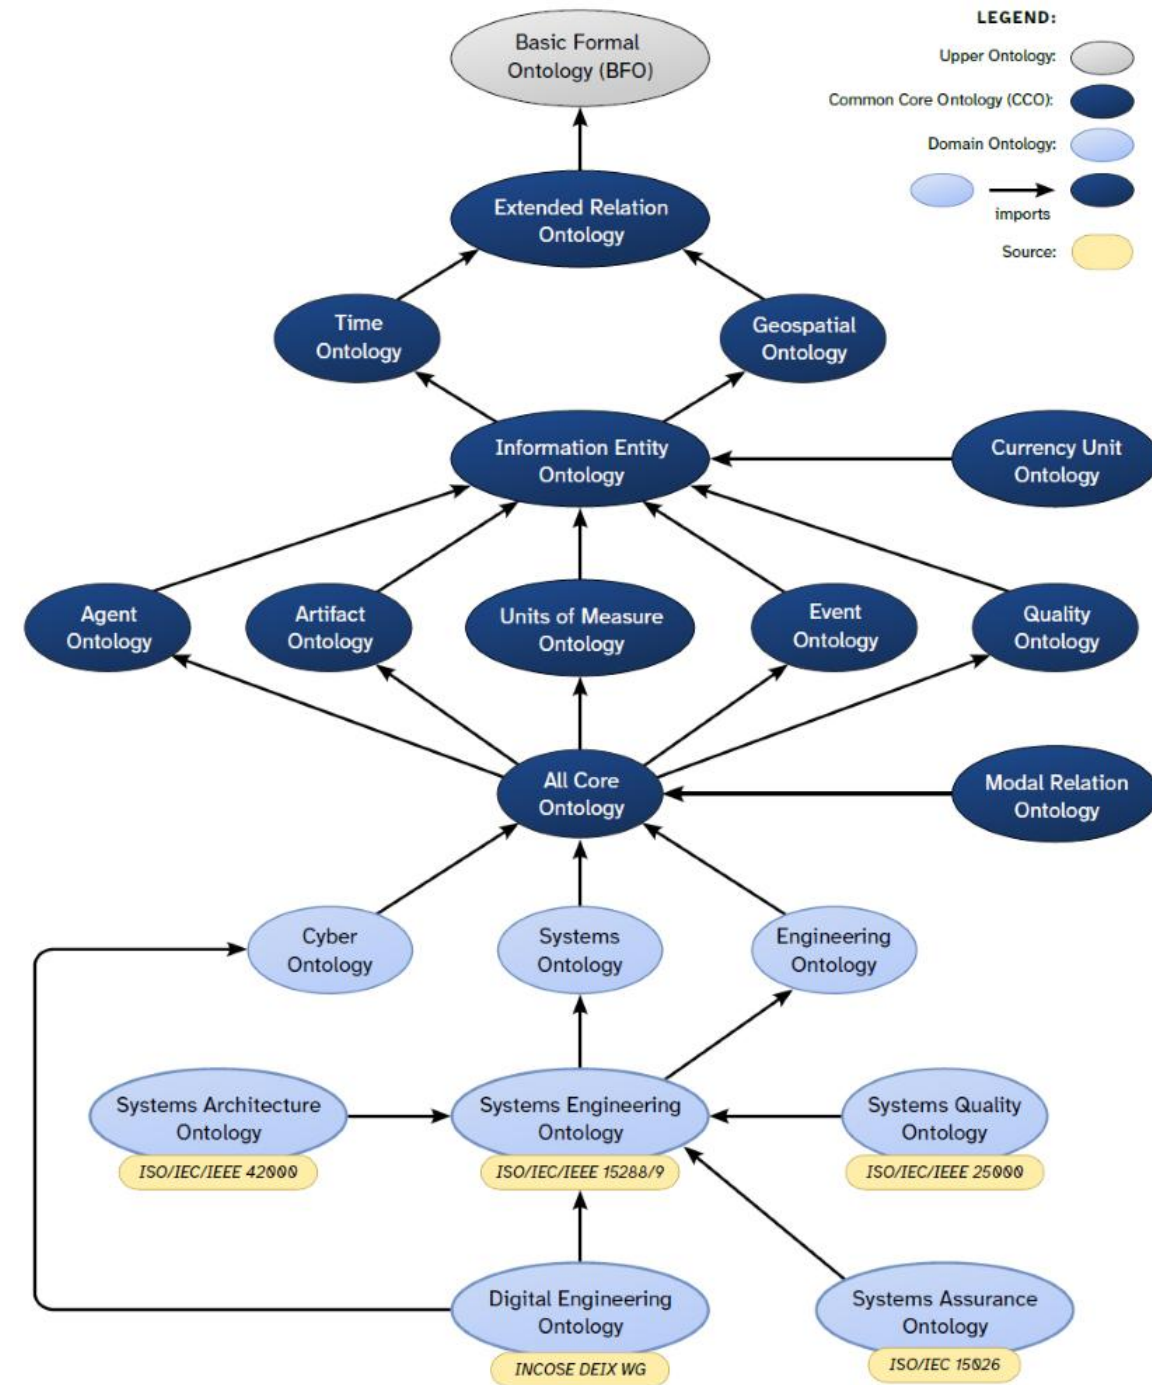 LEGEND:
Basic Formal
Ontology (BFO)
Upper Ontology:
Common Core Ontology (CCO):
Domain Ontology:
imports
Source:
Extended Relation
Ontology
Time
Ontology
Geospatial
Ontology
Information Entity
Ontology
Currency Unit
Ontology
Agent
Ontology
Artifact
Ontology
Units of Measure
Ontology
Event
Ontology
Quality
Ontology
All Core
Ontology
Modal Relation
Ontology
Cyber
Ontology
Systems
Ontology
Engineering
Ontology
Systems Architecture
Ontology
ISO/IEC/IEEE 42000
Systems Engineering
Ontology
ISO/IEC/IEEE 15288/9
Systems Quality
Ontology
ISO/IEC/IEEE 25000
Digital Engineering
Ontology
INCOSE DEIX WG
Systems Assurance
Ontology
ISO/IEC 15026